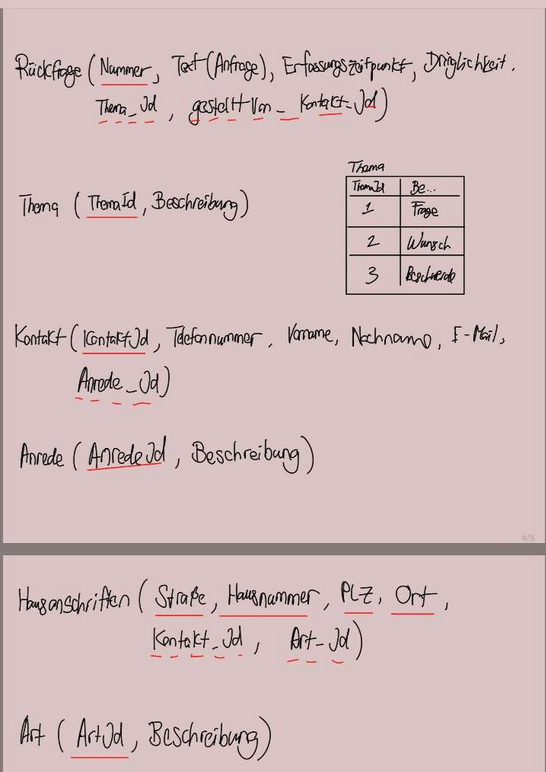 Rückfrage (Nummer, Text (Anfrage), Erfassungszeitpunkt, Dringlichkeit,
Thema_Id, gestellt von_Kontakt_Id)
Thema
ThemaId Be...
Thema (ThemaId, Beschreibung)
1 Frage
2 Wunsch
3 Beschwerde
Kontakt (KontaktId, Telefonnummer, Vorname, Nachname, E-Mail,
Anrede_Id)
Anrede (AnredeId, Beschreibung)
4/5
Hausanschriften (Straße, Hausnummer, PLZ, Ort,
Kontakt_Id, Art_Id)
Art (ArtId, Beschreibung)